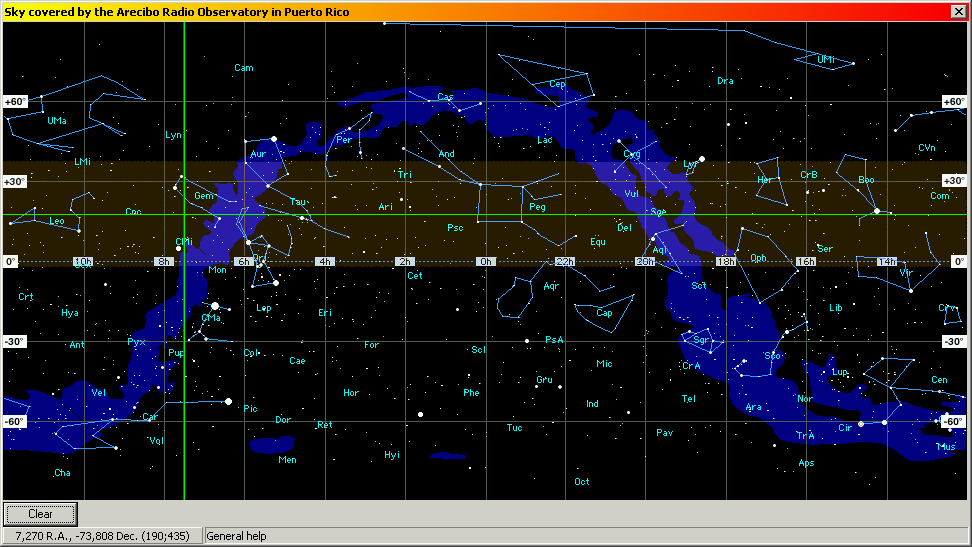 Sky covered by the Arecibo Radio Observatory in Puerto Rico
UMi
Cam
Dra
Cep
Cas
+60° +60°
UMa
Lyn
Per
Lac
CVn
Aur
And
Cyg
LMi
Lyr
Tri
CrB
Her
Boo
+30° +30°
Gem
Vul
Com
Tau
Ari
Peg
Cnc
Sge
Leo
Psc
Del
CMi
Equ
Aql
Ser
Oph
0° 10h 8h 6h 4h 2h 0h 22h 20h 18h 16h 14h 0°
Ori
Mon
Cet
Vir
Aqr
Sct
Crt
Lep
Lib
Hya
CMa
Eri
Cap
Crv
-30° -30°
Pyx
Ant
For
PsA
Sgr
Pup
Col
Scl
Sco
Cae
Mic
CrA
Lup
Gru
Cen
Vel
Hor
Phe
Tel
Nor
Pic
Ind
Ara
Car
-60° -60°
Dor
Ret
Tuc
Cir
Vol
Pav
TrA
Mus
Hyi
Men
Aps
Cha
Oct
Clear
7,270 R.A., -73,808 Dec. (190;435) General help